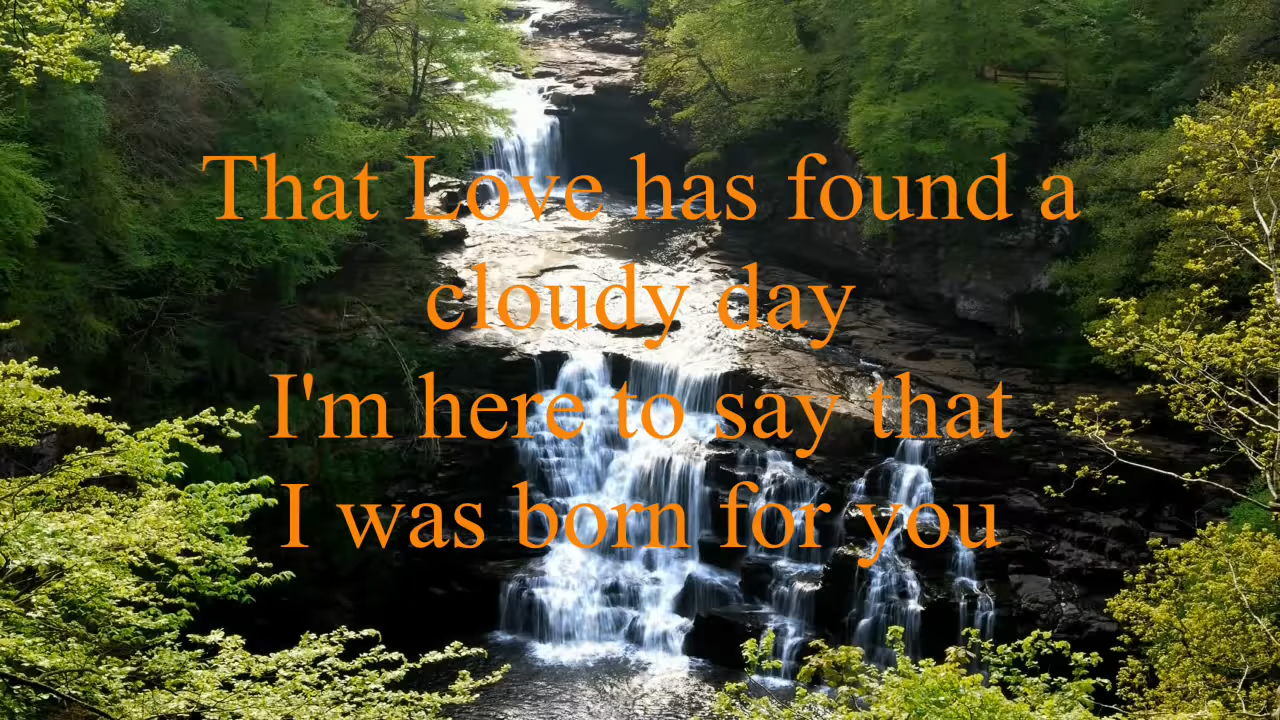 That Love has found a
cloudy day
I'm here to say that
I was born for you